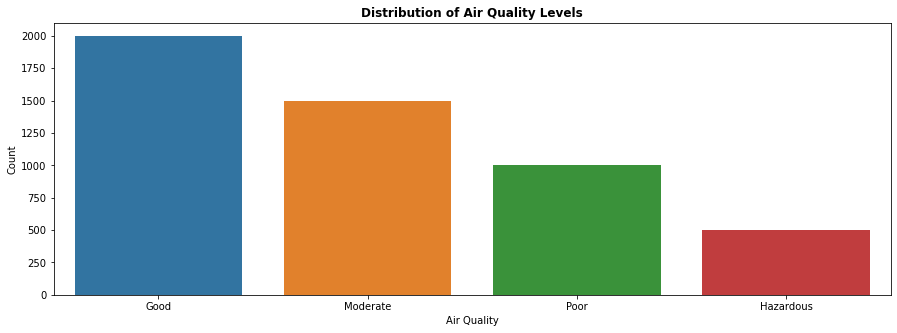 Distribution of Air Quality Levels
2000
1750
1500
1250
1000
750
500
250
0
Count
Good Moderate Poor Hazardous
Air Quality